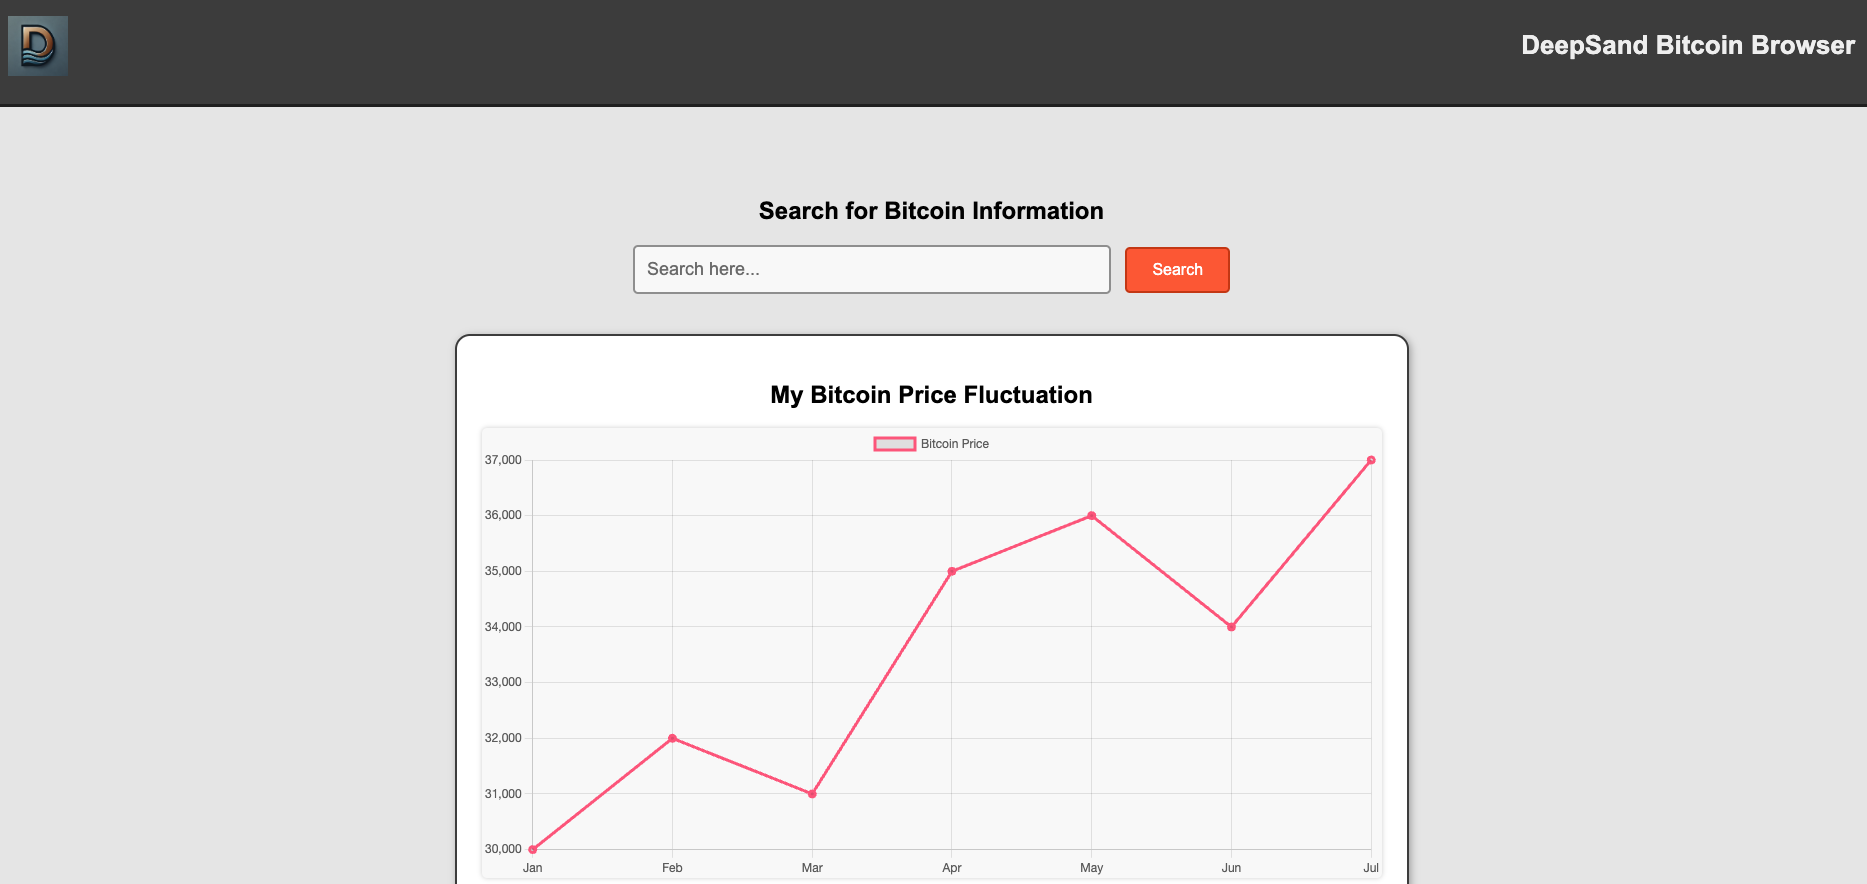 D
DeepSand Bitcoin Browser
Search for Bitcoin Information
Search here...
Search
My Bitcoin Price Fluctuation
Bitcoin Price
37,000
36,000
35,000
34,000
33,000
32,000
31,000
30,000
Jan Feb Mar Apr May Jun Jul